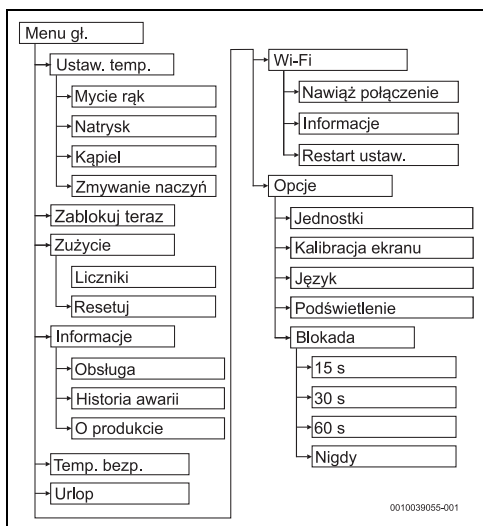 Menu gł.
Ustaw. temp.
Mycie rąk
Natrysk
Kąpiel
Zmywanie naczyń
Zablokuj teraz
Zużycie
Liczniki
Resetuj
Informacje
Obsługa
Historia awarii
O produkcie
Temp. bezp.
Urlop
Wi-Fi
Nawiąż połączenie
Informacje
Restart ustaw.
Opcje
Jednostki
Kalibracja ekranu
Język
Podświetlenie
Blokada
15 s
30 s
60 s
Nigdy
0010039055-001